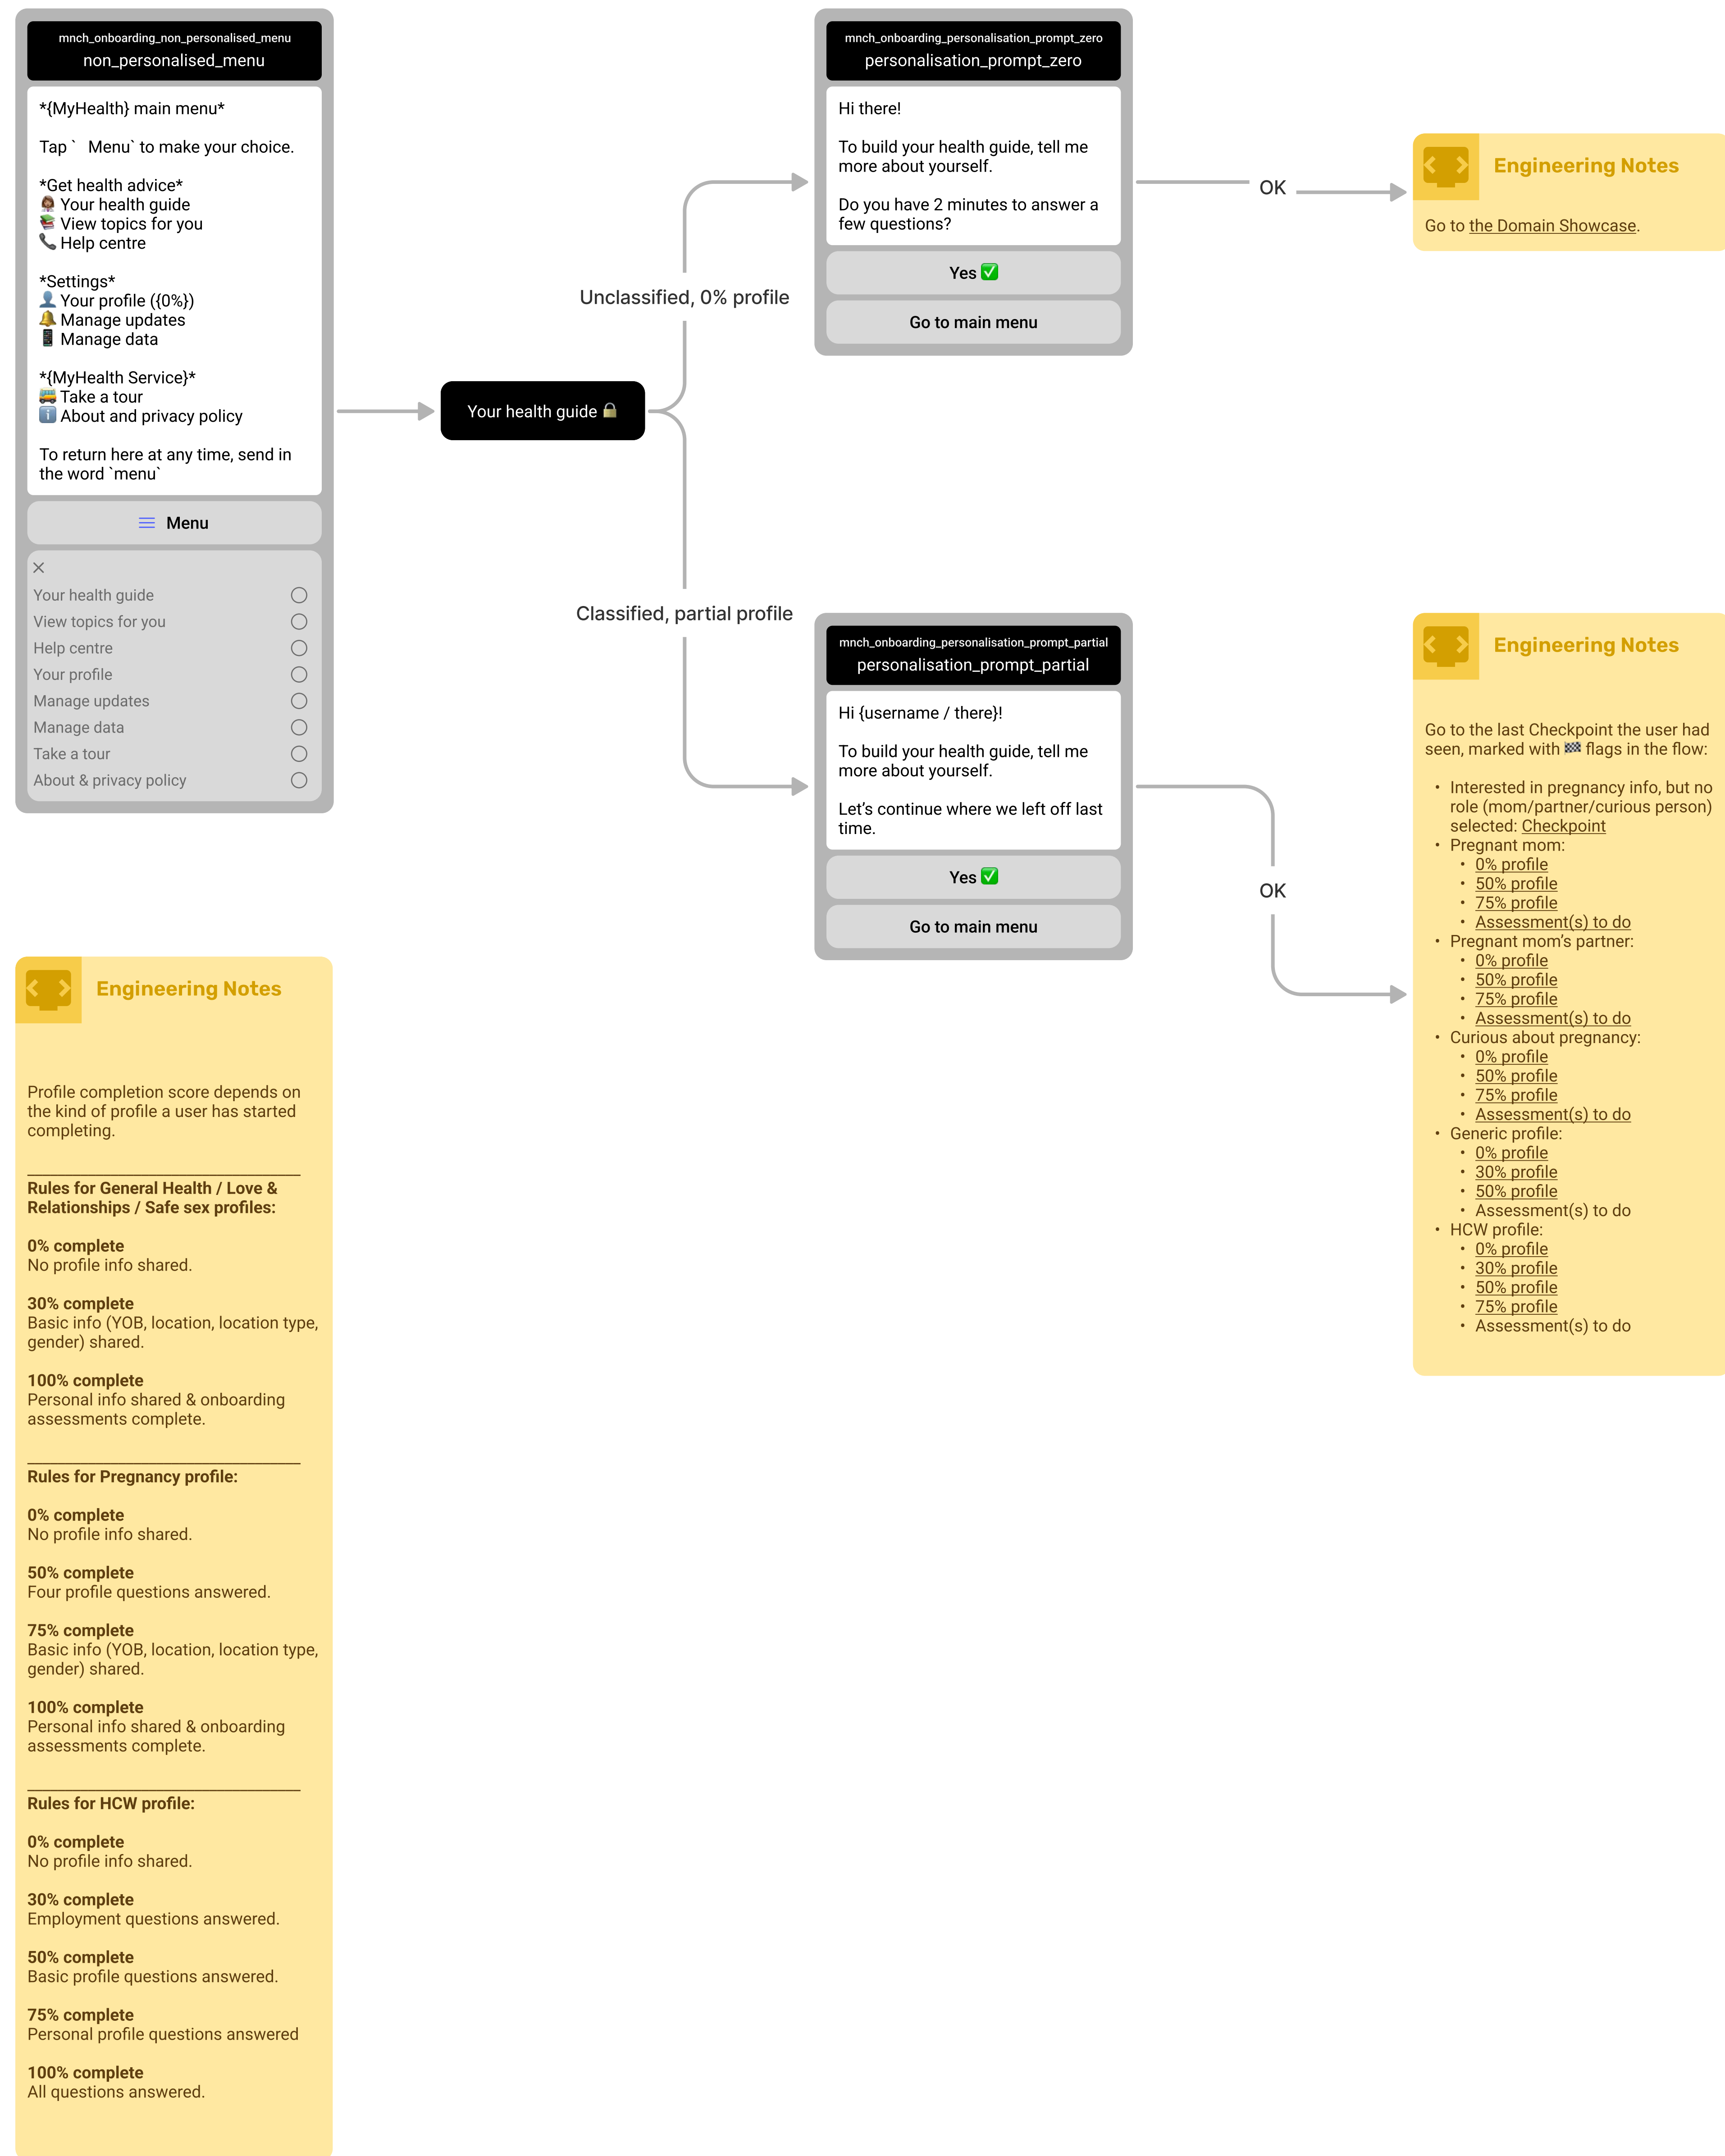 mnch_onboarding_non_personalised_menu
non_personalised_menu
*{MyHealth} main menu*
Tap `   Menu` to make your choice.
*Get health advice*
👩🏽‍⚕️ Your health guide
📚 View topics for you
📞 Help centre
*Settings*
👤 Your profile ({0%})
🔔 Manage updates
📱 Manage data
*{MyHealth Service}*
🚌 Take a tour
ℹ️ About and privacy policy
To return here at any time, send in
the word `menu`
Menu
Your health guide
View topics for you
Help centre
Your profile
Manage updates
Manage data
Take a tour
About & privacy policy
Your health guide 🔒
Unclassified, 0% profile
Classified, partial profile
mnch_onboarding_personalisation_prompt_zero
personalisation_prompt_zero
Hi there!
To build your health guide, tell me
more about yourself.
Do you have 2 minutes to answer a
few questions?
Yes ✅
Go to main menu
OK
Engineering Notes
Go to the Domain Showcase.
mnch_onboarding_personalisation_prompt_partial
personalisation_prompt_partial
Hi {username / there}!
To build your health guide, tell me
more about yourself.
Let’s continue where we left off last
time.
Yes ✅
Go to main menu
OK
Engineering Notes
Go to the last Checkpoint the user had
seen, marked with 🏁 flags in the flow:
• Interested in pregnancy info, but no
role (mom/partner/curious person)
selected: Checkpoint
• Pregnant mom:
• 0% profile
• 50% profile
• 75% profile
• Assessment(s) to do
• Pregnant mom’s partner:
• 0% profile
• 50% profile
• 75% profile
• Assessment(s) to do
• Curious about pregnancy:
• 0% profile
• 50% profile
• 75% profile
• Assessment(s) to do
• Generic profile:
• 0% profile
• 30% profile
• 50% profile
• Assessment(s) to do
• HCW profile:
• 0% profile
• 30% profile
• 50% profile
• 75% profile
• Assessment(s) to do
Engineering Notes
Profile completion score depends on
the kind of profile a user has started
completing.
Rules for General Health / Love &
Relationships / Safe sex profiles:
0% complete
No profile info shared.
30% complete
Basic info (YOB, location, location type,
gender) shared.
100% complete
Personal info shared & onboarding
assessments complete.
Rules for Pregnancy profile:
0% complete
No profile info shared.
50% complete
Four profile questions answered.
75% complete
Basic info (YOB, location, location type,
gender) shared.
100% complete
Personal info shared & onboarding
assessments complete.
Rules for HCW profile:
0% complete
No profile info shared.
30% complete
Employment questions answered.
50% complete
Basic profile questions answered.
75% complete
Personal profile questions answered
100% complete
All questions answered.